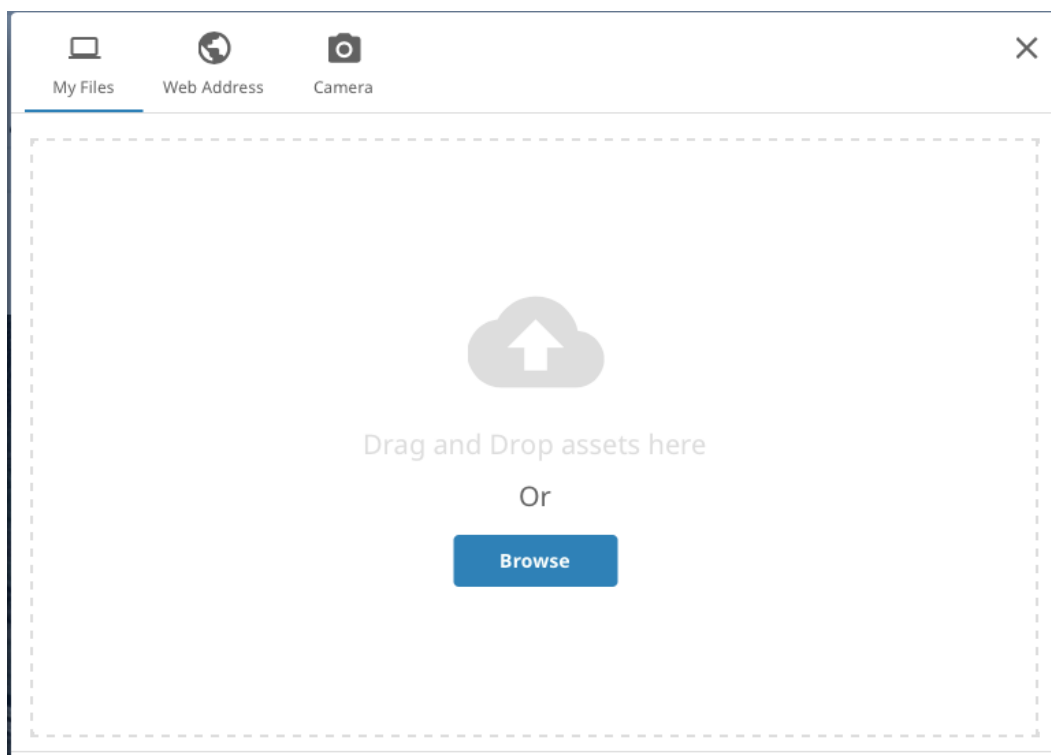 My Files
Web Address
Camera
Drag and Drop assets here
Or
Browse